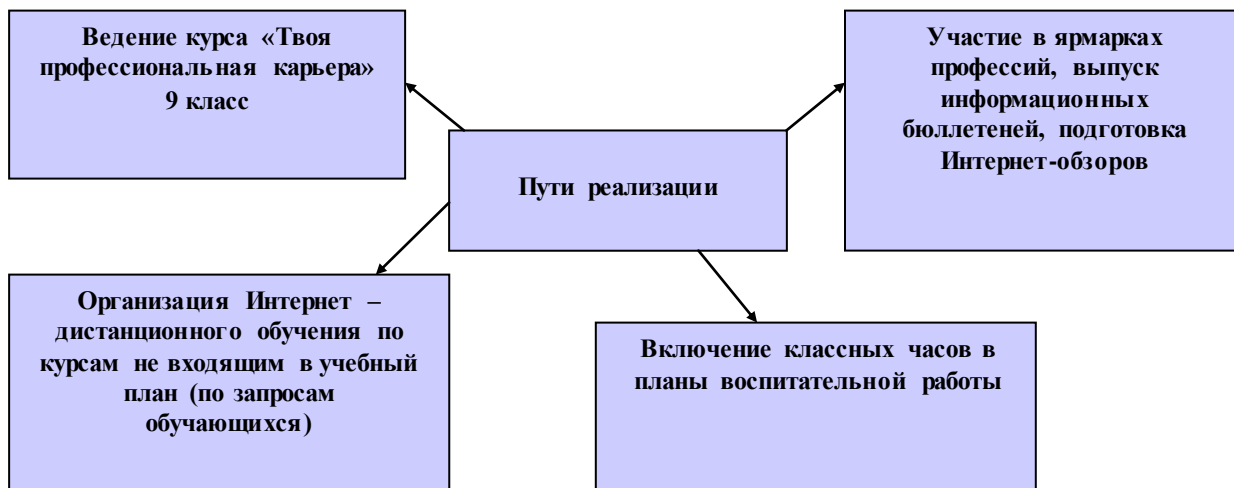 Ведение курса «Твоя
профессиональная карьера»
9 класс
Участие в ярмарках
профессий, выпуск
информационных
бюллетеней, подготовка
Интернет-обзоров
Пути реализации
Организация Интернет –
дистанционного обучения по
курсам не входящим в учебный
план (по запросам
обучающихся)
Включение классных часов в
планы воспитательной работы